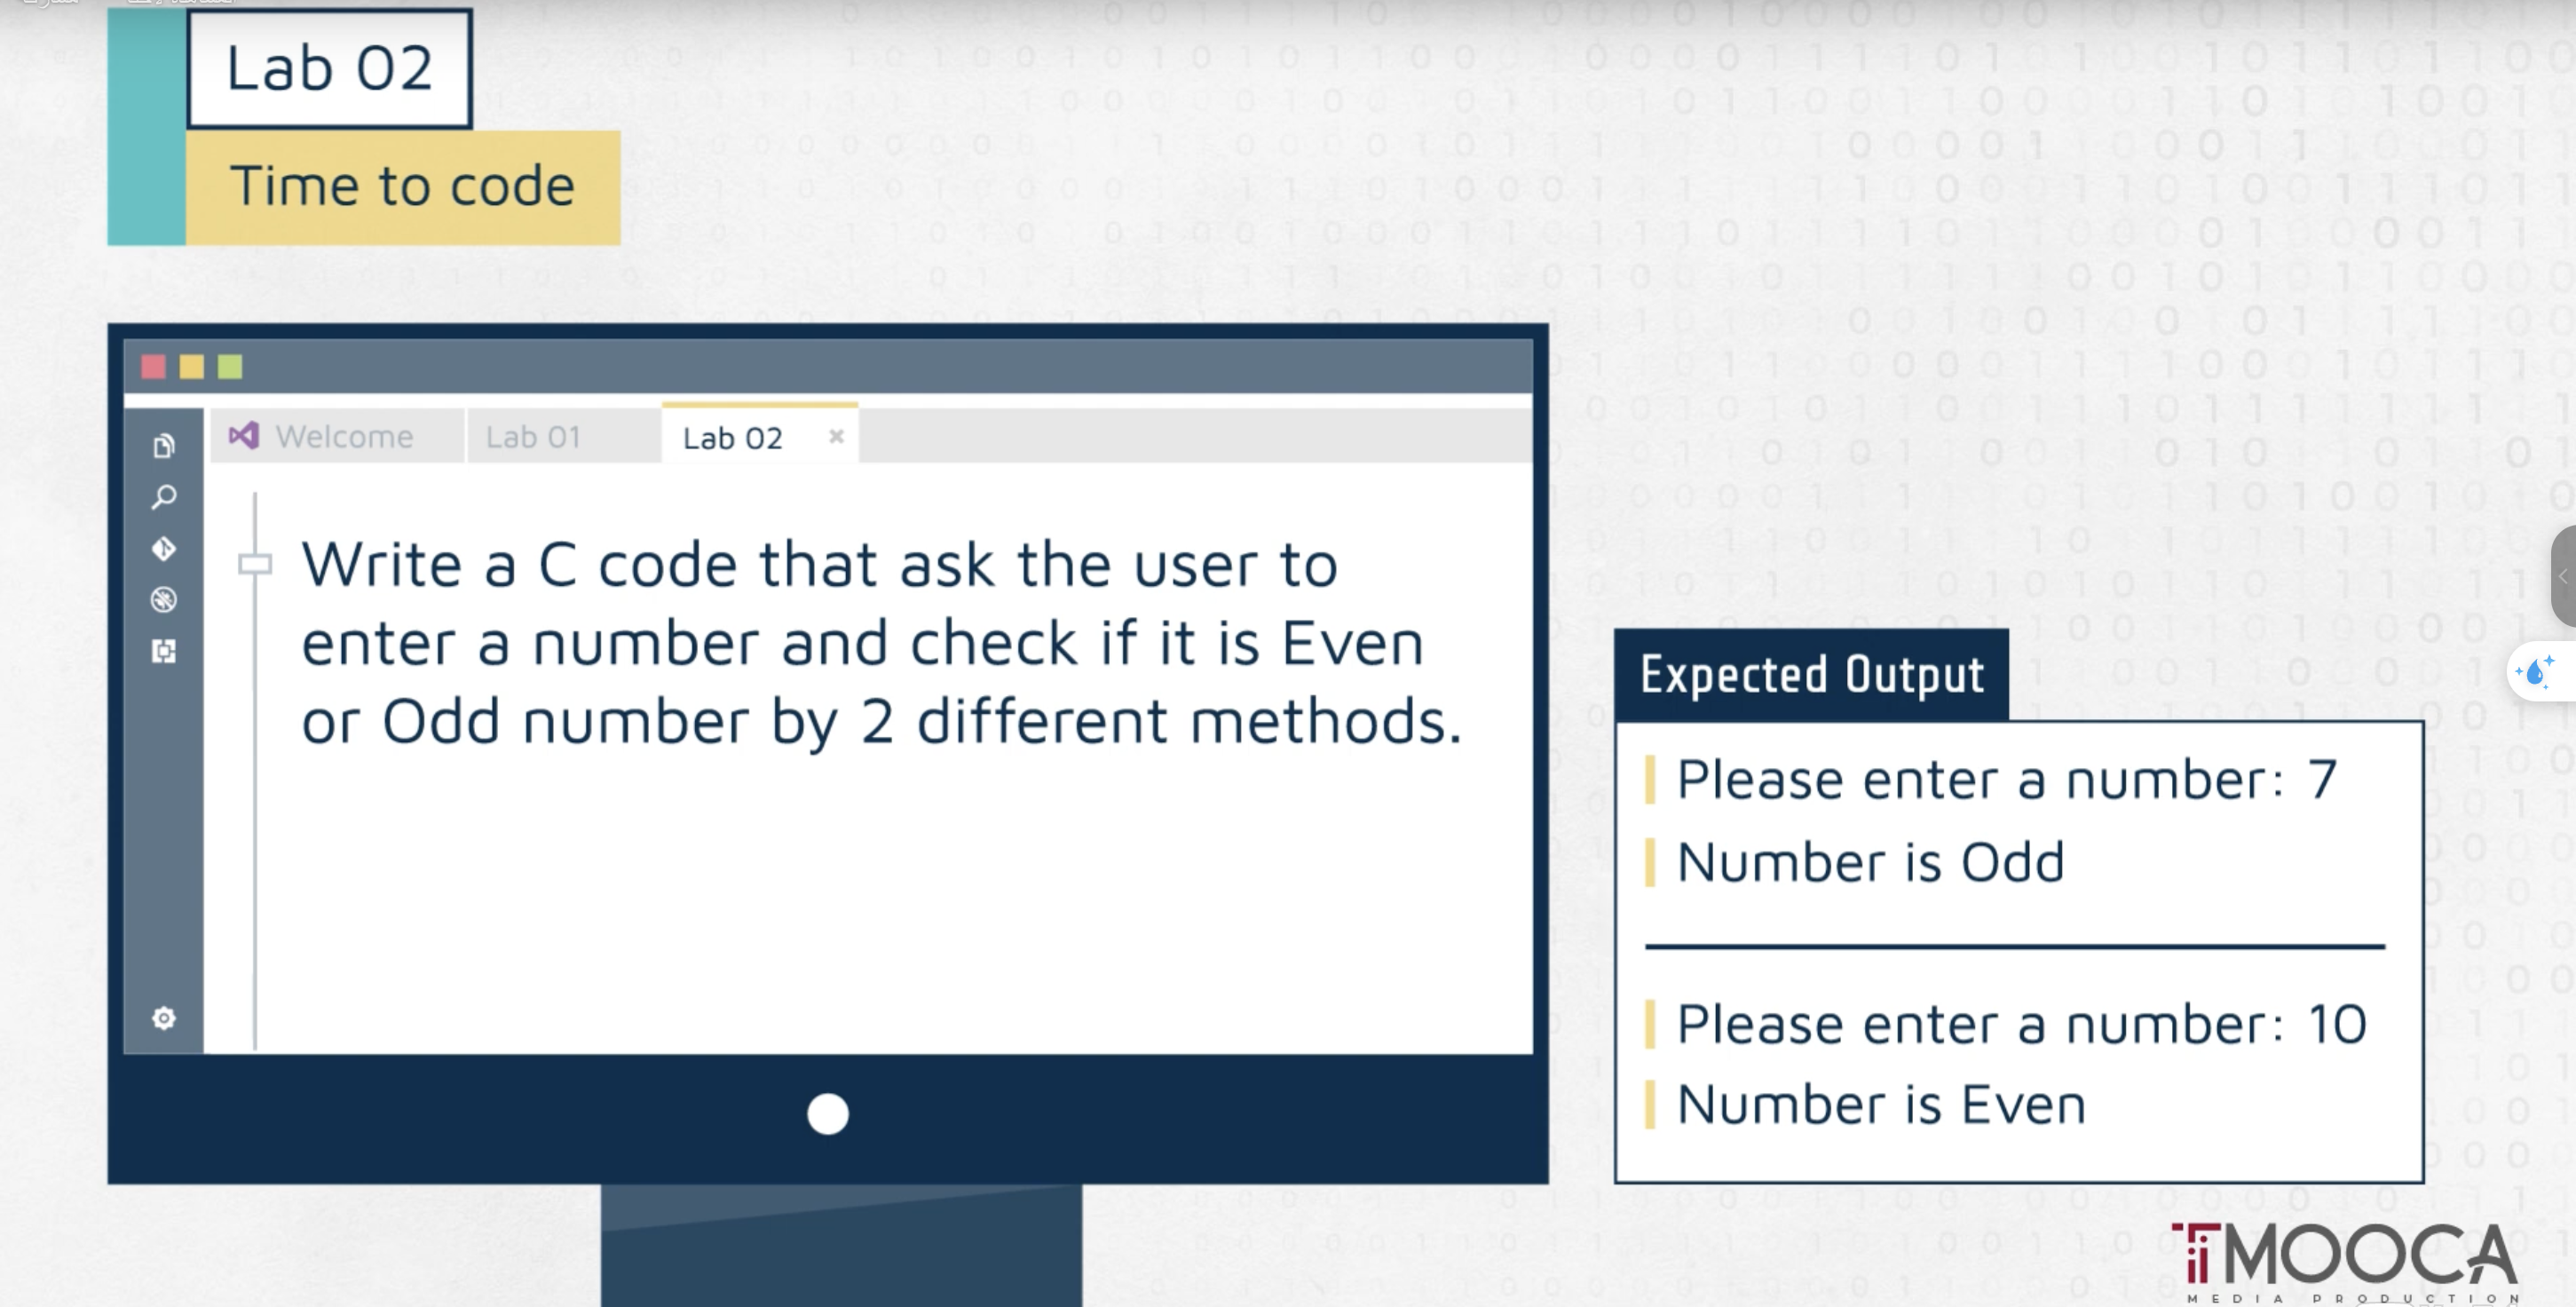 Lab 02
Time to code
Welcome
Lab 01
Lab 02
Write a C code that ask the user to
enter a number and check if it is Even
or Odd number by 2 different methods.
Expected Output
Please enter a number: 7
Number is Odd
Please enter a number: 10
Number is Even
iTiMOOCA
MEDIA PRODUCTION